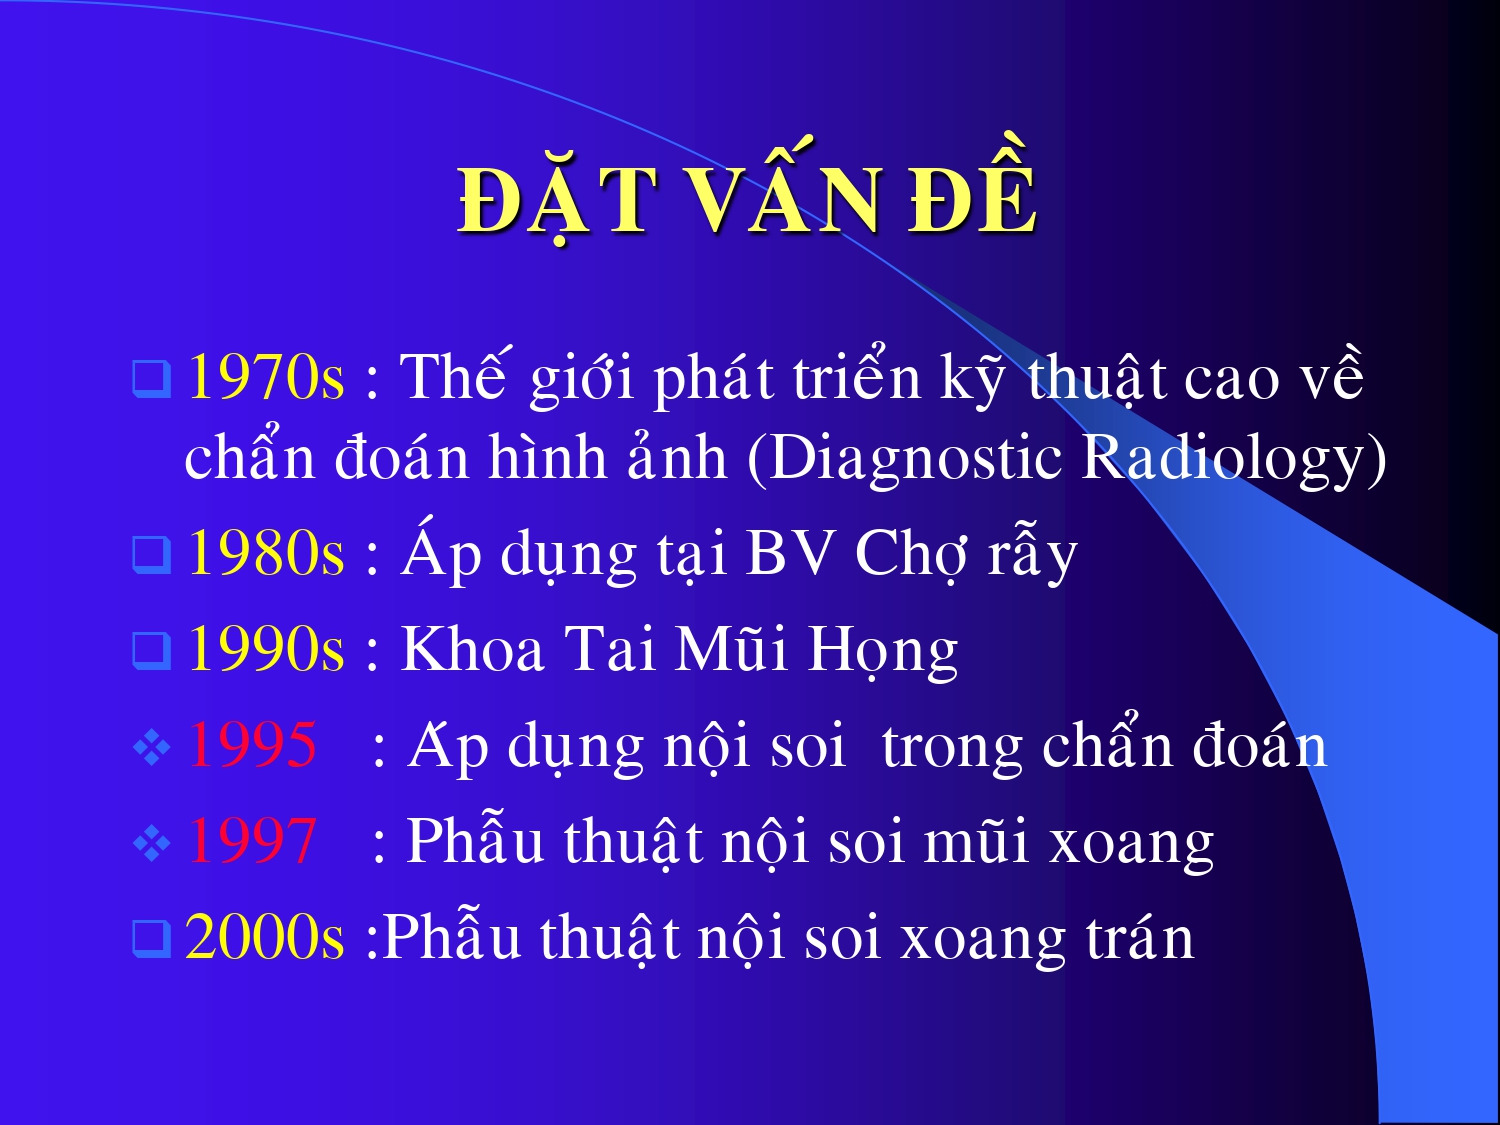 ĐẶT VẤN ĐỀ
1970s : Thế giới phát triển kỹ thuật cao về
chẩn đoán hình ảnh (Diagnostic Radiology)
1980s : Áp dụng tại BV Chợ rẫy
1990s : Khoa Tai Mũi Họng
1995 : Áp dụng nội soi trong chẩn đoán
1997 : Phẫu thuật nội soi mũi xoang
2000s :Phẫu thuật nội soi xoang trán